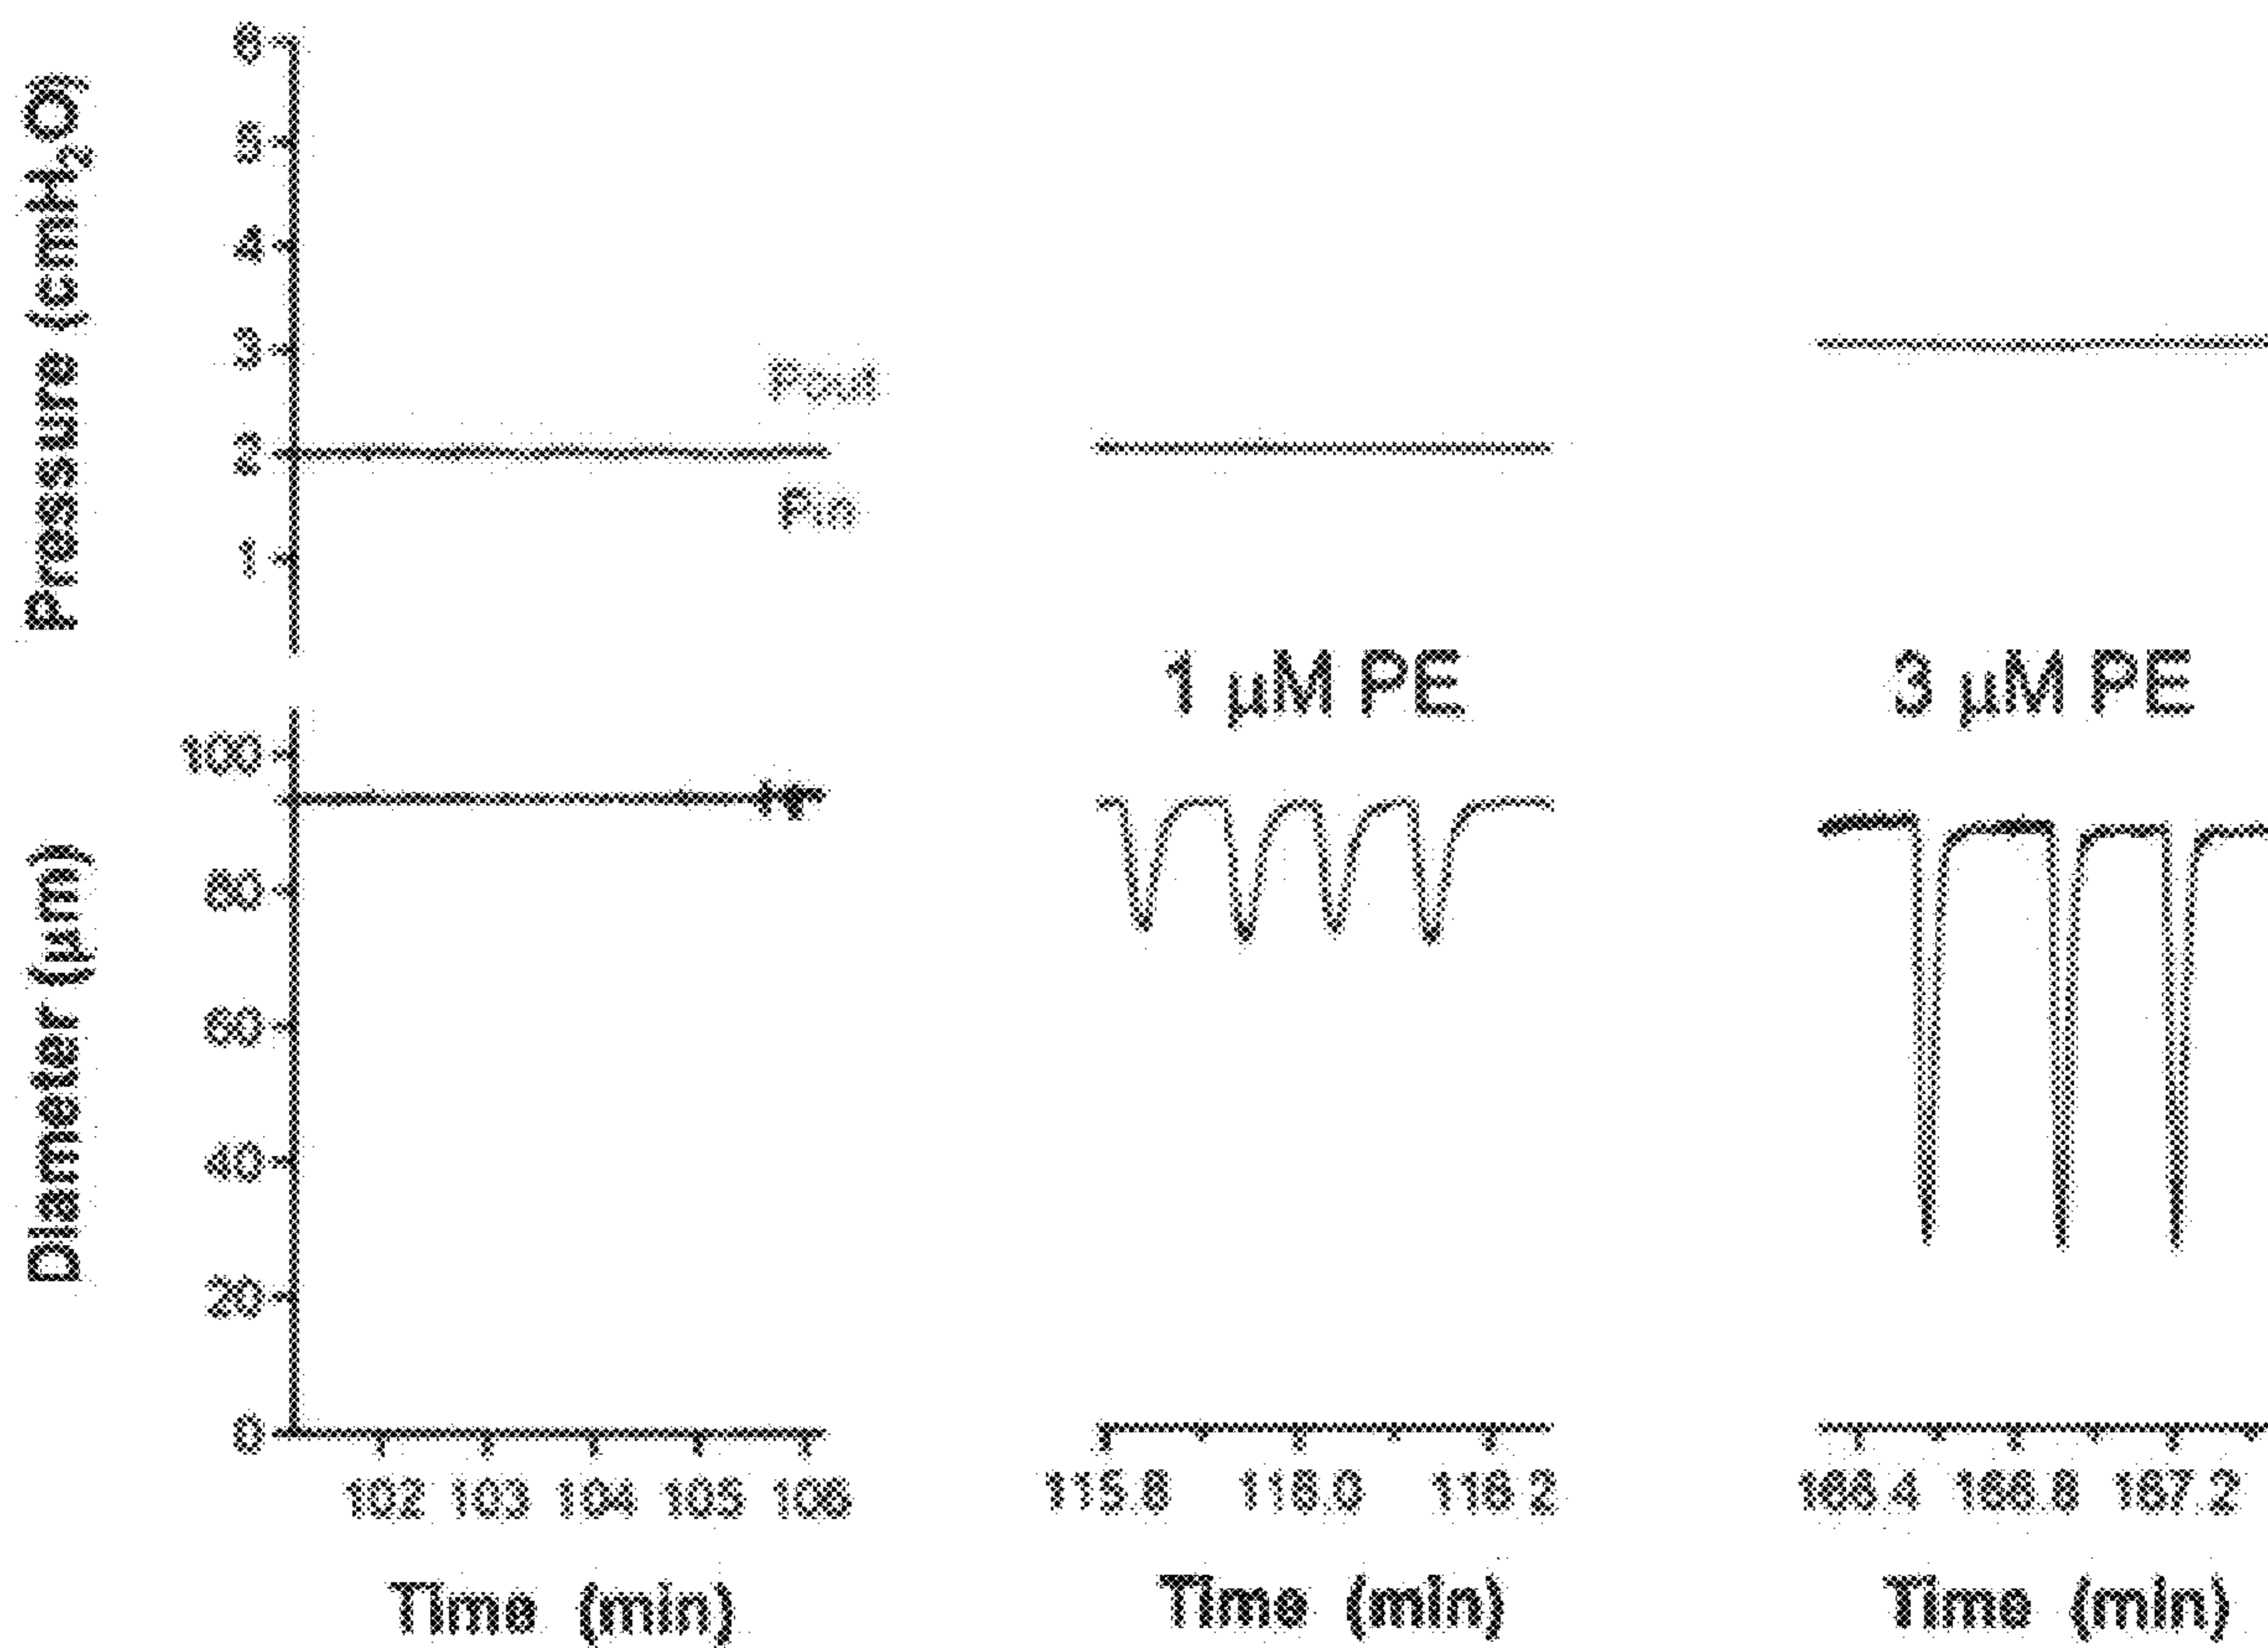 Pressure (cmH₂O)
6
5
4
3
2
1
Pout
Pin
1 µM PE
3 µM PE
Diameter (µm)
100
80
60
40
20
0
102 103 104 105 106
115.8 116.0 116.2
166.4 166.8 167.2
Time (min)
Time (min)
Time (min)